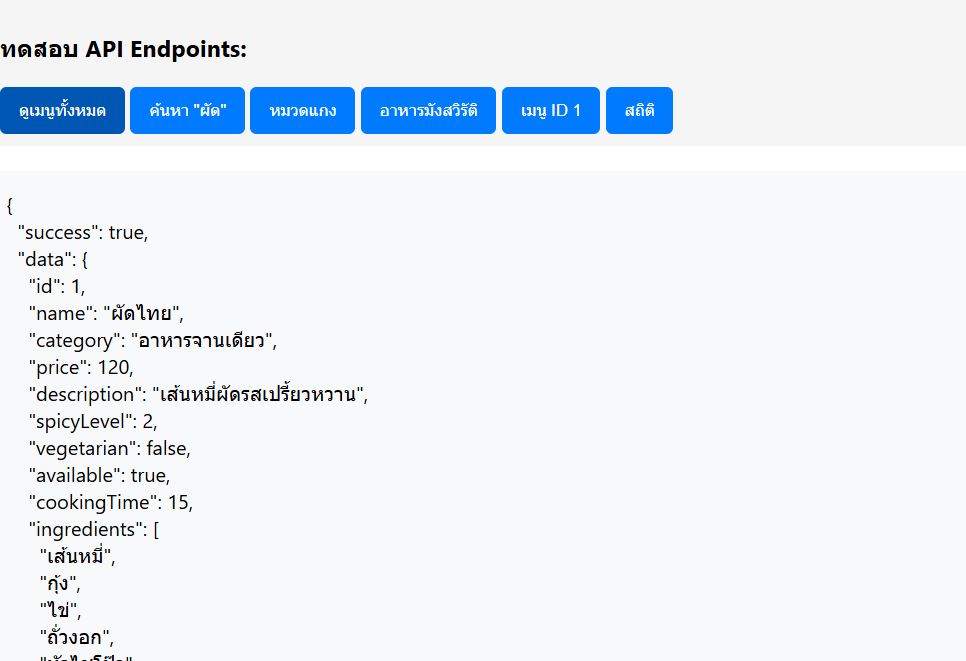 ทดสอบ API Endpoints:
ดูเมนูทั้งหมด ค้นหา "ผัด" หมวดแกง อาหารมังสวิรัติ เมนู ID 1 สถิติ
{
"success": true,
"data": {
"id": 1,
"name": "ผัดไทย",
"category": "อาหารจานเดียว",
"price": 120,
"description": "เส้นหมี่ผัดรสเปรี้ยวหวาน",
"spicyLevel": 2,
"vegetarian": false,
"available": true,
"cookingTime": 15,
"ingredients": [
"เส้นหมี่",
"กุ้ง",
"ไข่",
"ถั่วงอก",